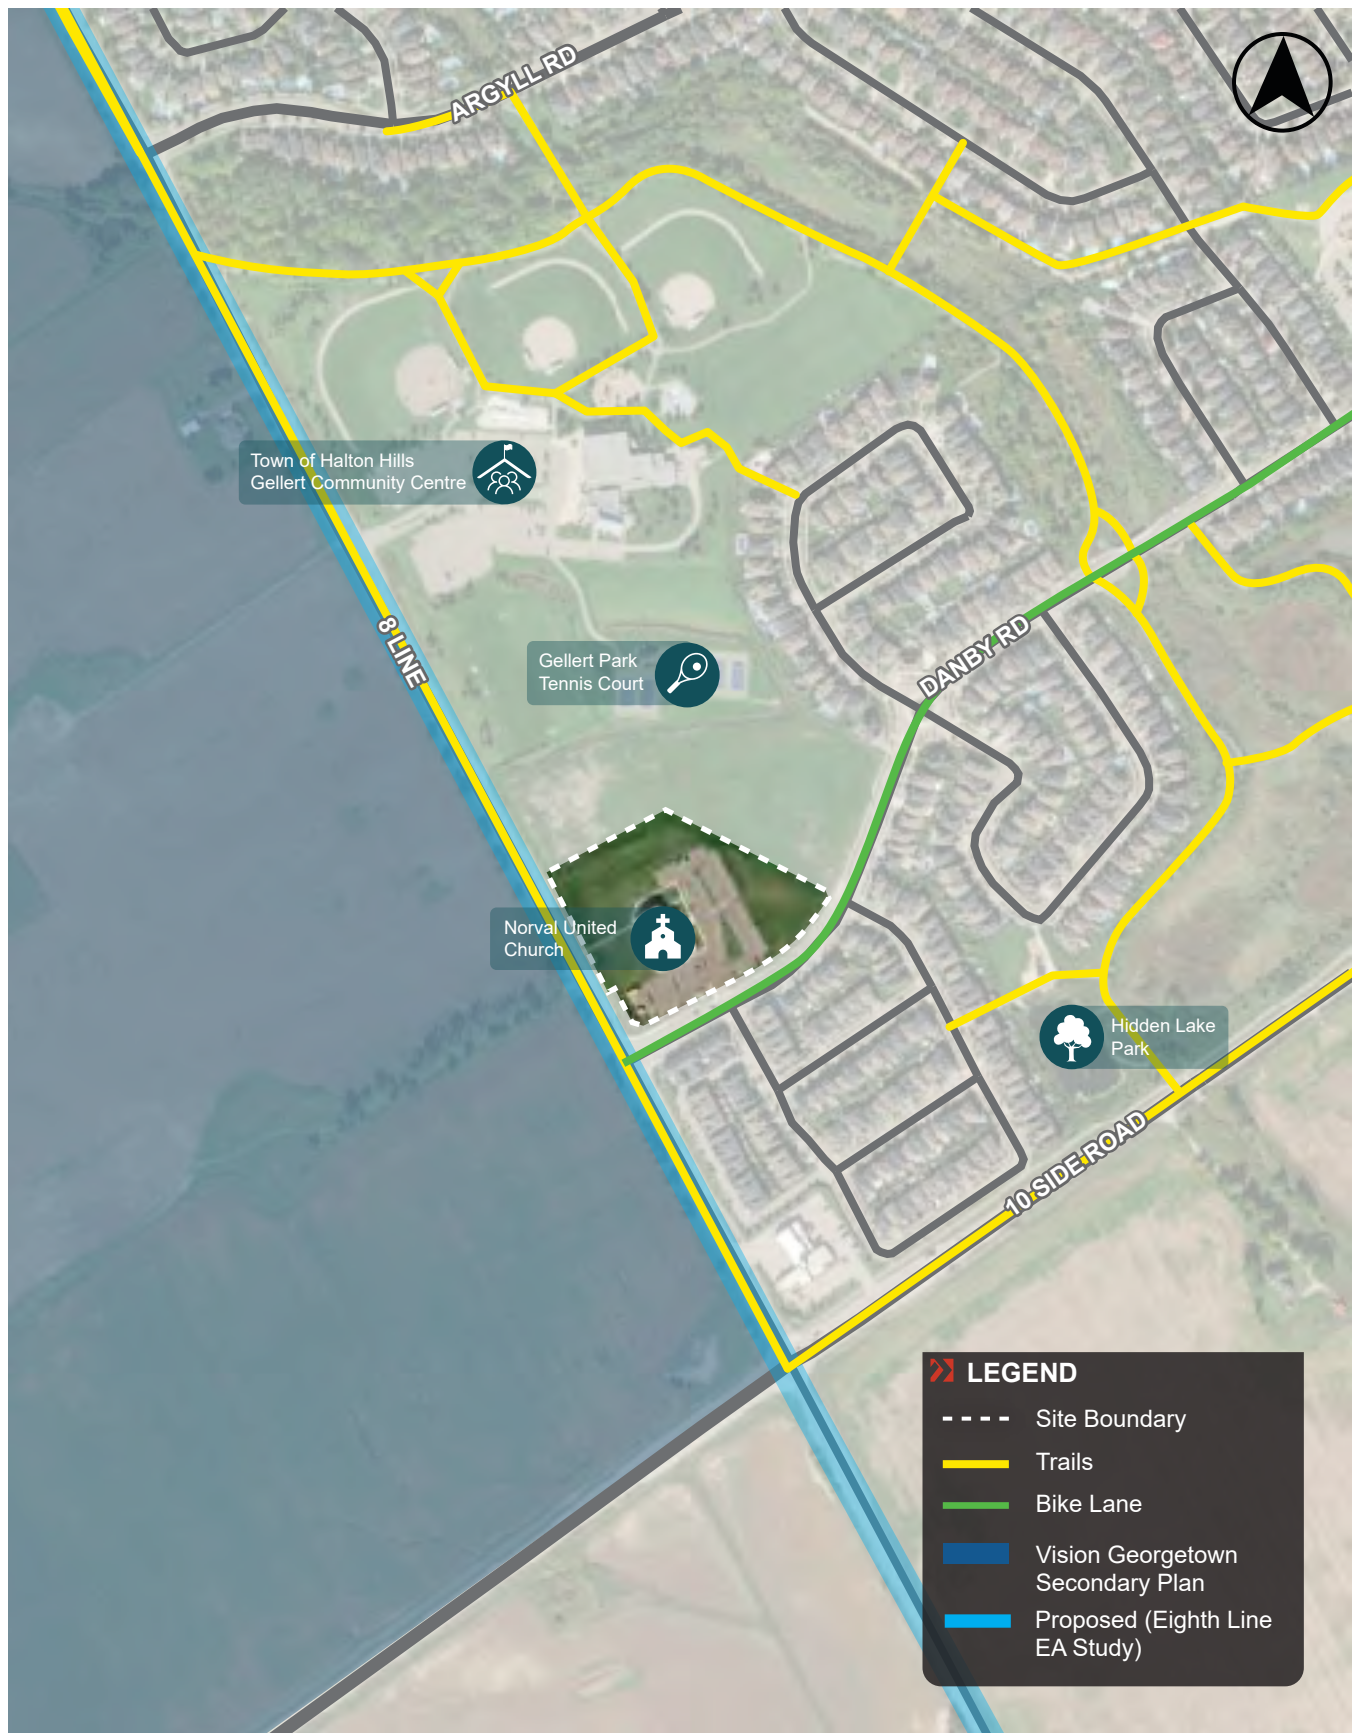 ARGYLL RD
Town of Halton Hills
Gellert Community Centre
8 LINE
Gellert Park
Tennis Court
DANBY RD
Norval United
Church
Hidden Lake
Park
10 SIDE ROAD
LEGEND
Site Boundary
Trails
Bike Lane
Vision Georgetown
Secondary Plan
Proposed (Eighth Line
EA Study)